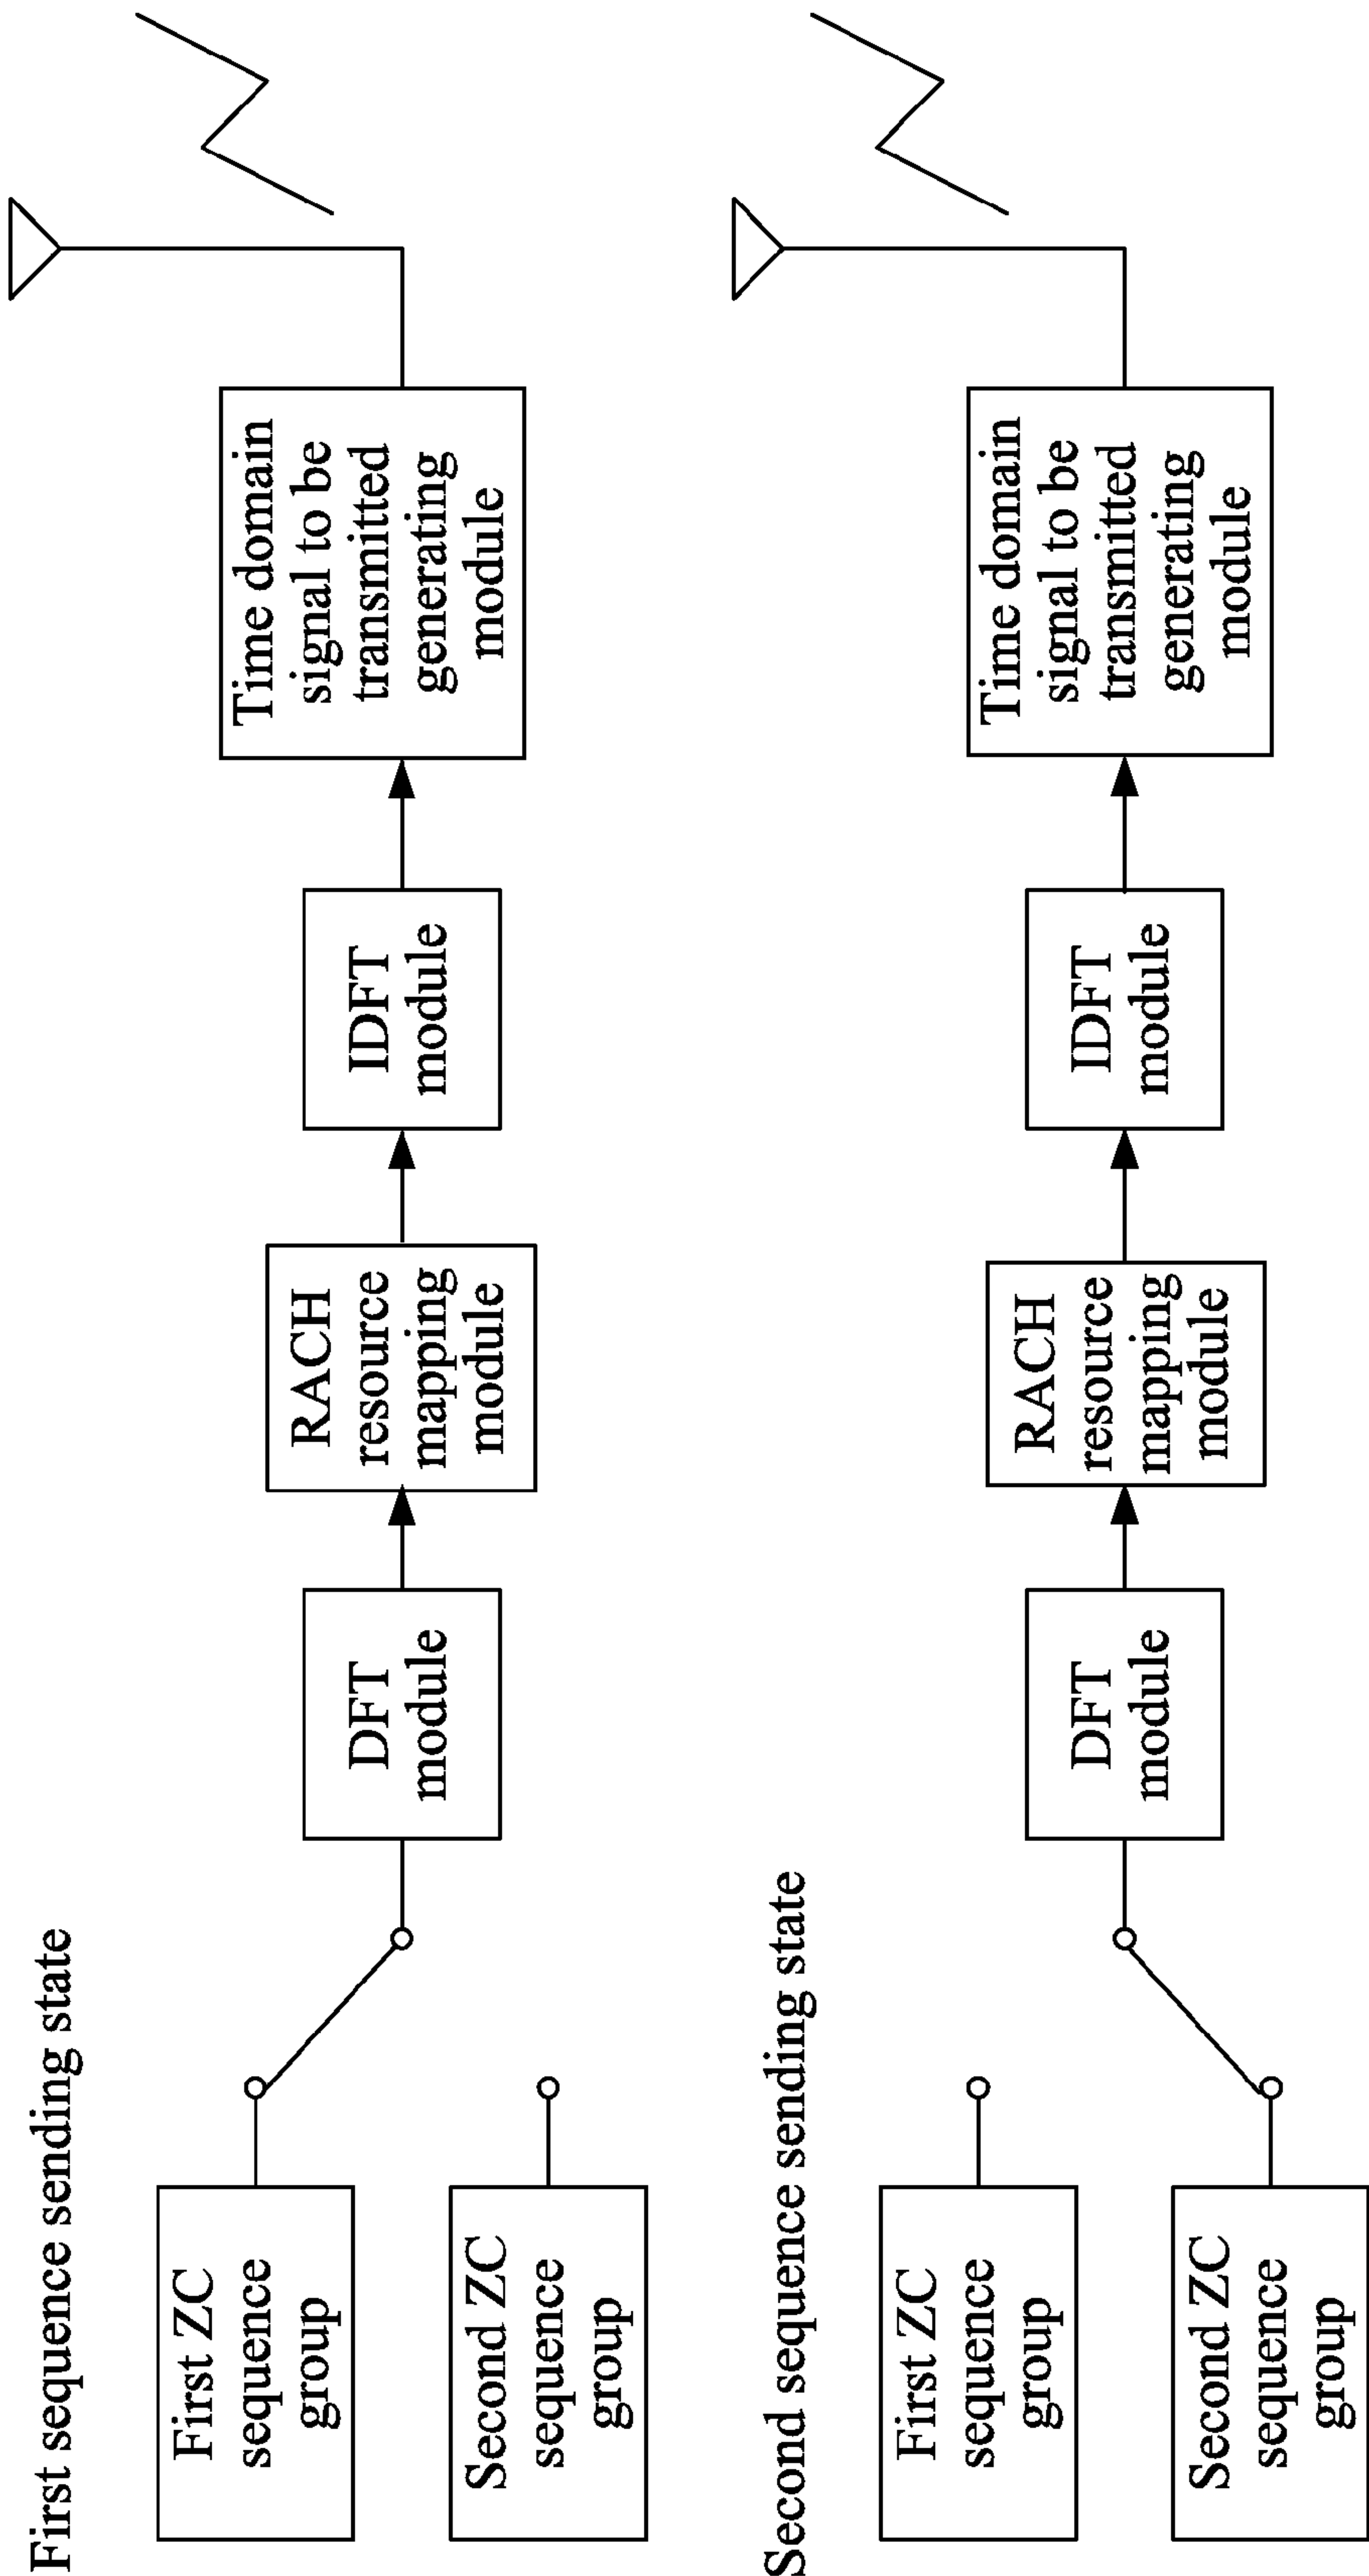 First sequence sending state
First ZC
sequence
group
Second ZC
sequence
group
DFT
module
RACH
resource
mapping
module
IDFT
module
Time domain
signal to be
transmitted
generating
module
Second sequence sending state
First ZC
sequence
group
Second ZC
sequence
group
DFT
module
RACH
resource
mapping
module
IDFT
module
Time domain
signal to be
transmitted
generating
module